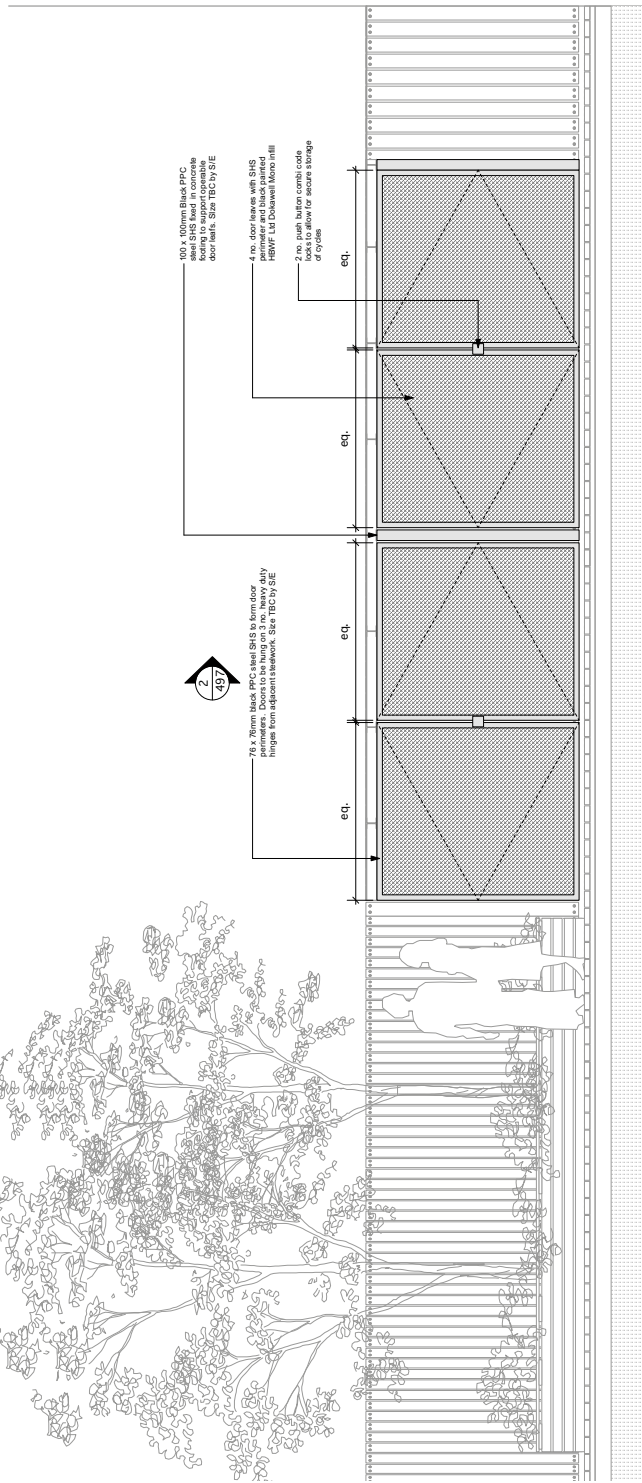 76 x 76mm black PPC steel SHS to form door
perimeters. Doors to be hung on 3 no. heavy duty
hinges from adjacent steelwork. Size TBC by S/E
2
497
100 x 100mm Black PPC
steel SHS fixed in concrete
footing to support operable
door leafs. Size TBC by S/E
4 no. door leaves with SHS
perimeter and black painted
HBWF Ltd Dokawell Mono infill
2 no. push button combi code
locks to allow for secure storage
of cycles
eq.
eq.
eq.
eq.